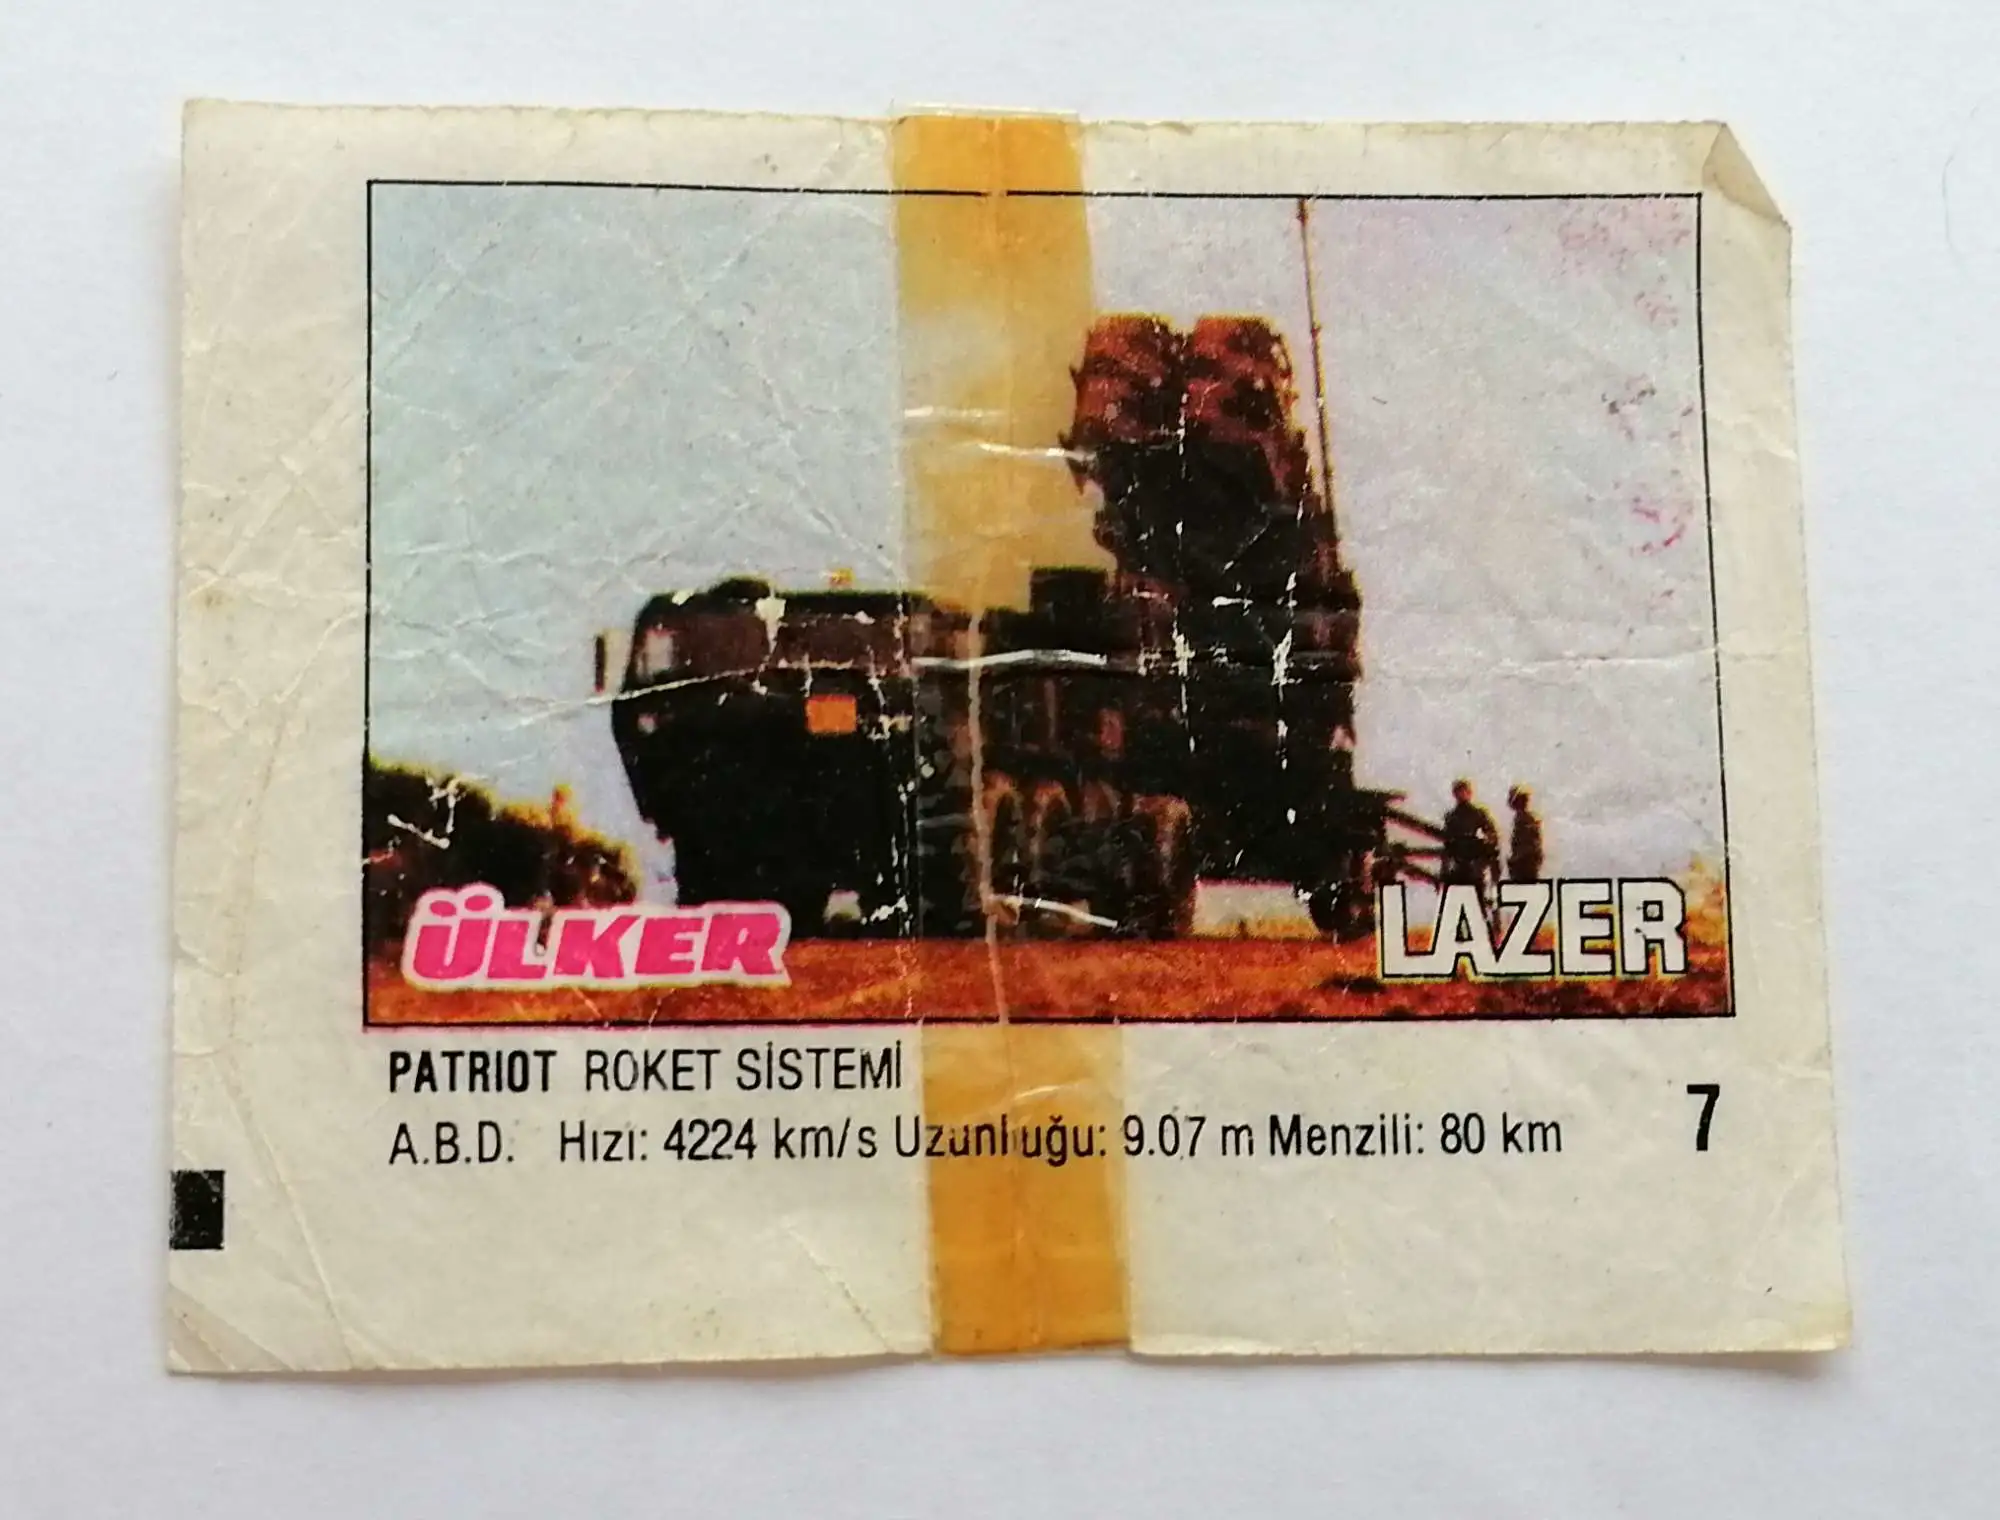 ÜLKER
LAZER
PATRIOT ROKET SİSTEMİ
A.B.D. Hızı: 4224 km/s Uzunluğu: 9.07 m Menzili: 80 km
7